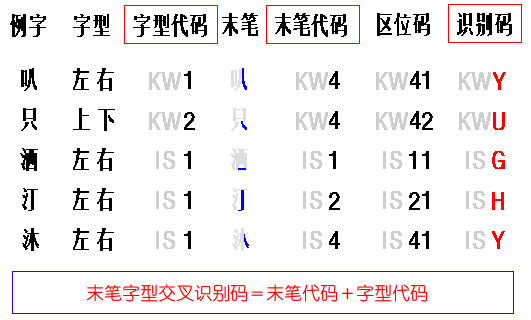 例字 字型 字型代码 末笔 末笔代码 区位码 识别码
叭 左右 KW1 叭 KW4 KW41 KWY
只 上下 KW2 只 KW4 KW42 KWU
洒 左右 IS1 洒 IS1 IS11 ISG
汀 左右 IS1 汀 IS2 IS21 ISH
沐 左右 IS1 沐 IS4 IS41 ISY
末笔字型交叉识别码＝末笔代码＋字型代码